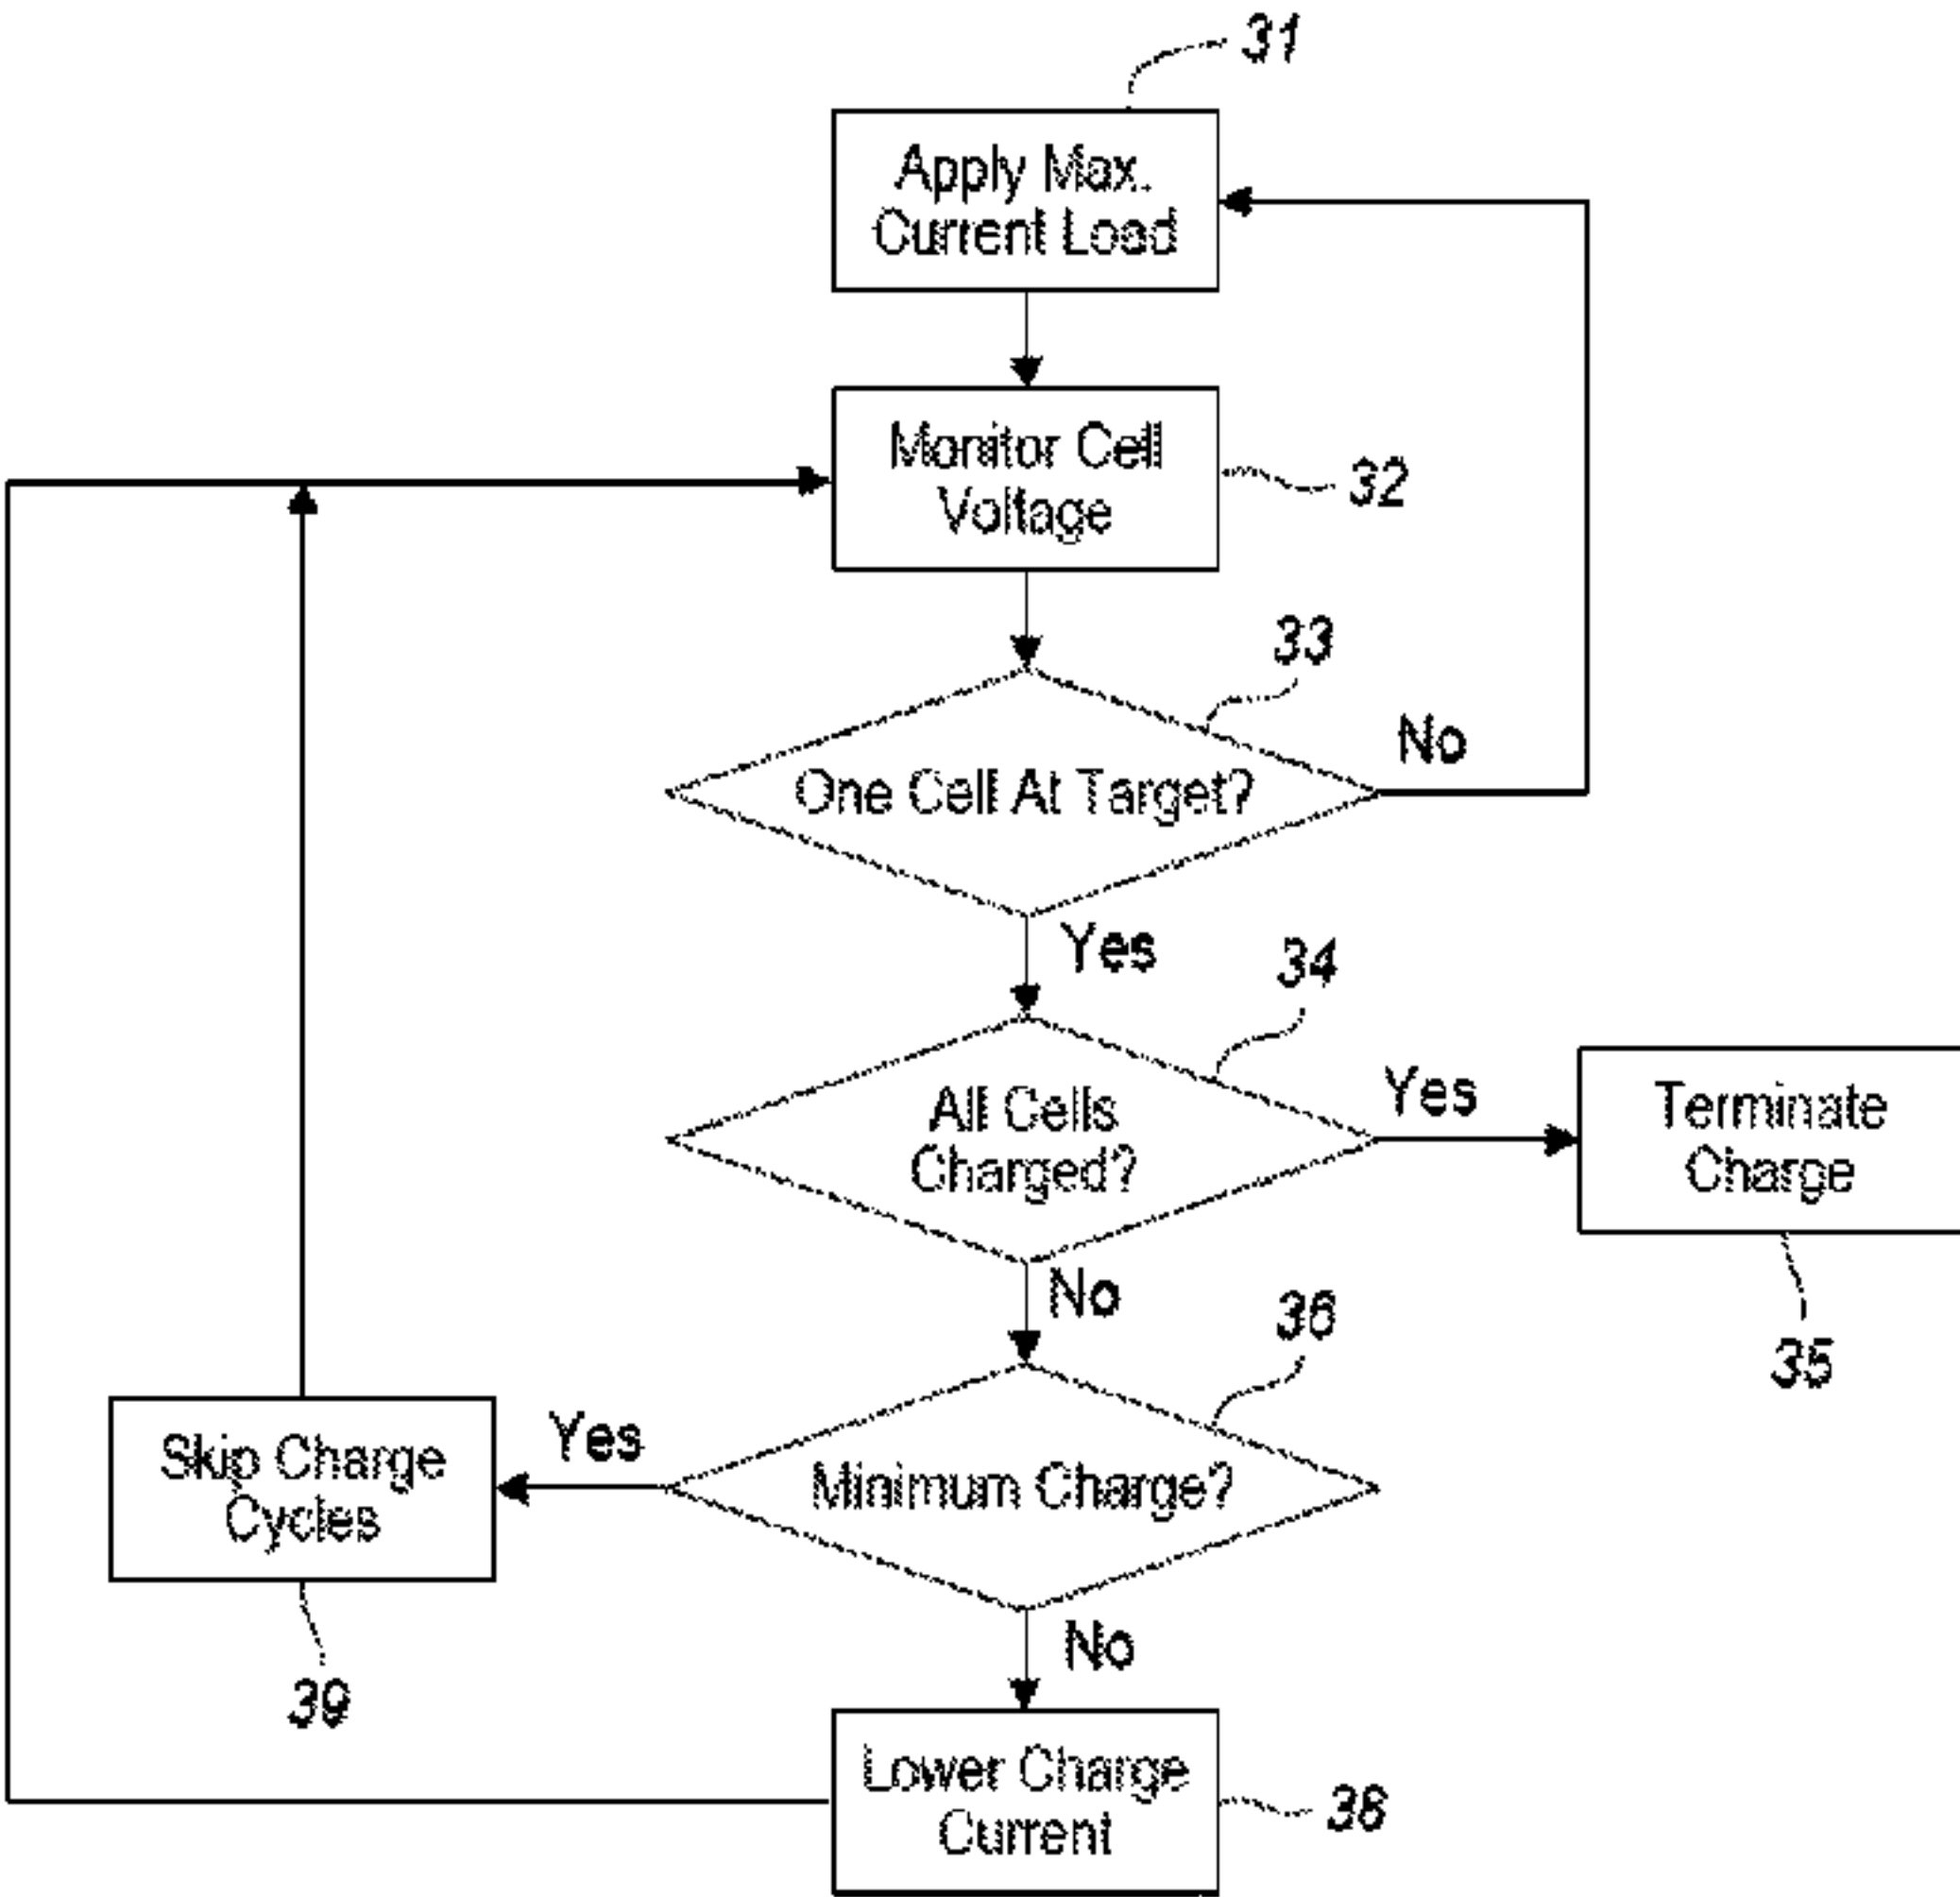 31
Apply Max.
Current Load
Monitor Cell
Voltage
32
33
One Cell At Target?
No
Yes
34
All Cells
Charged?
Yes
Terminate
Charge
35
No
36
Minimum Charge?
Yes
Skip Charge
Cycles
39
No
Lower Charge
Current